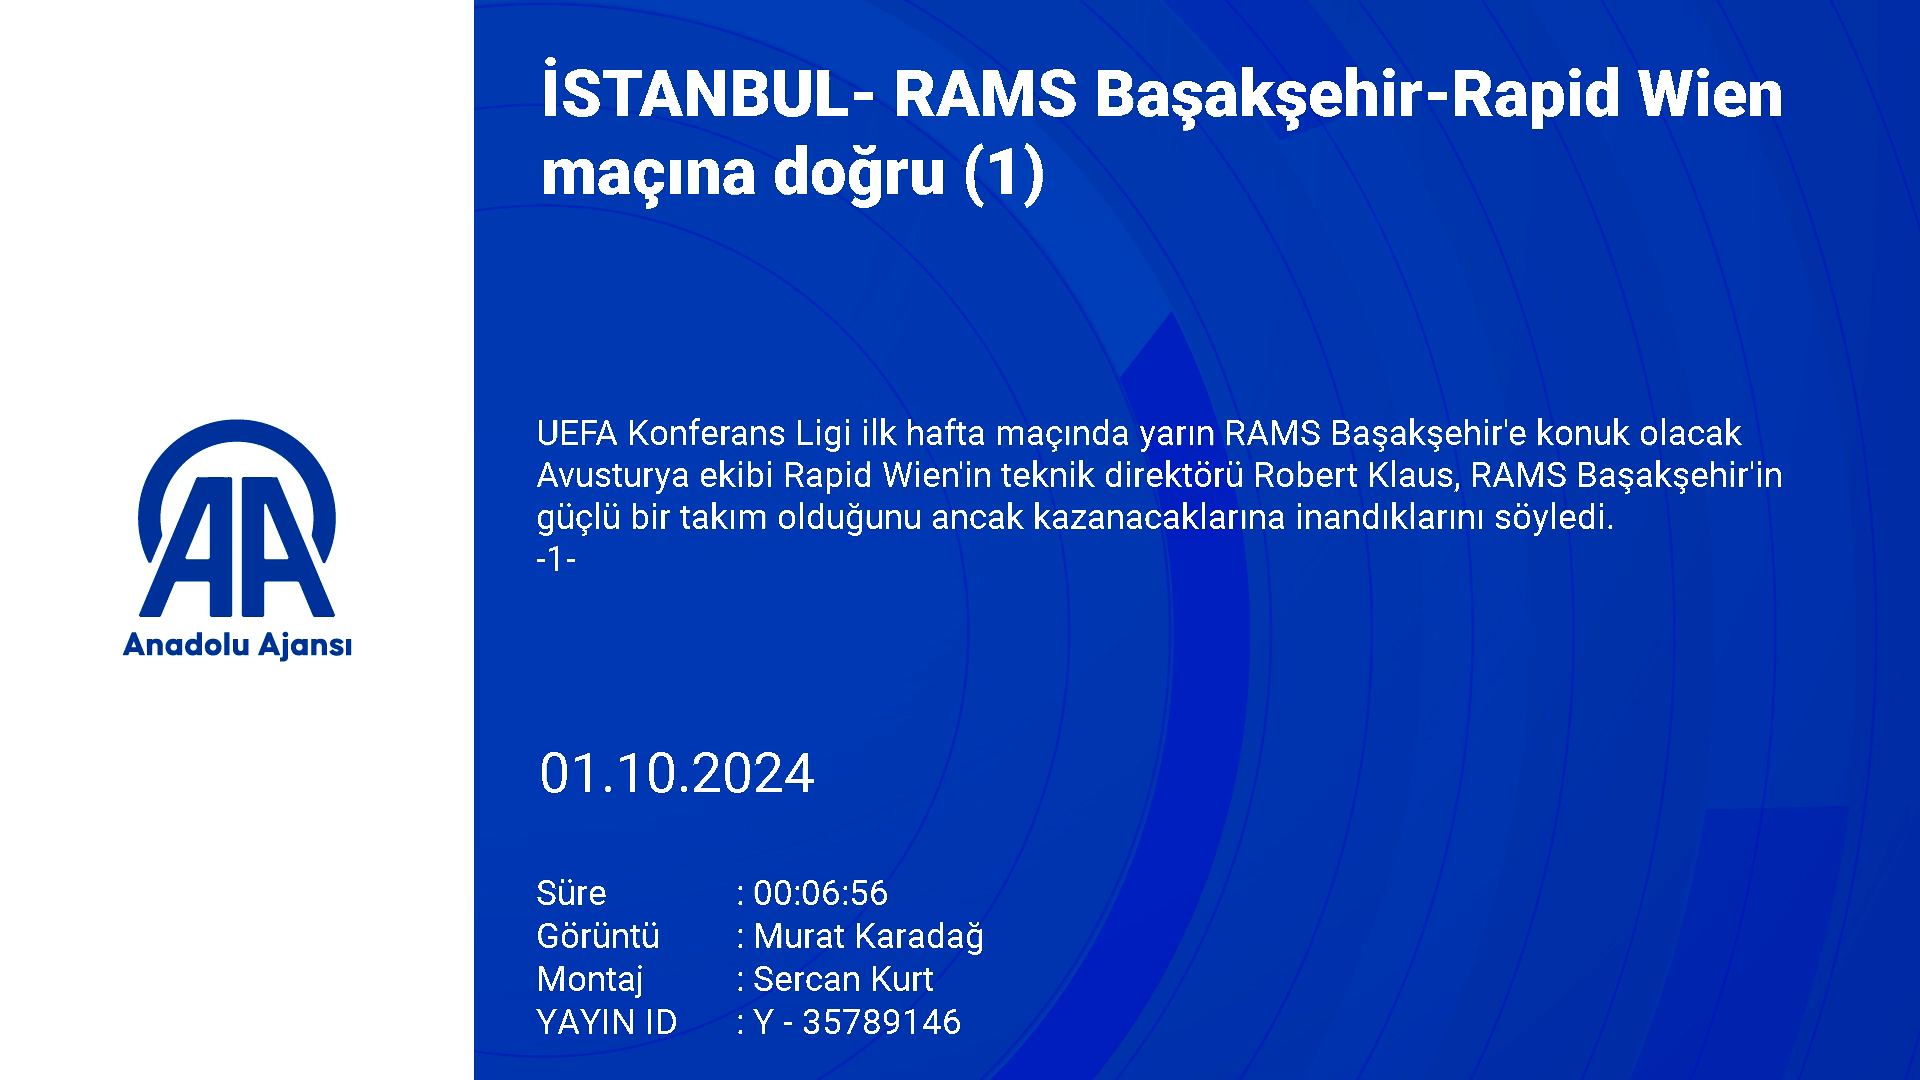 İSTANBUL- RAMS Başakşehir-Rapid Wien
maçına doğru (1)
UEFA Konferans Ligi ilk hafta maçında yarın RAMS Başakşehir'e konuk olacak
Avusturya ekibi Rapid Wien'in teknik direktörü Robert Klaus, RAMS Başakşehir'in
güçlü bir takım olduğunu ancak kazanacaklarına inandıklarını söyledi.
-1-
AA
Anadolu Ajansı
01.10.2024
Süre : 00:06:56
Görüntü : Murat Karadağ
Montaj : Sercan Kurt
YAYIN ID : Y - 35789146